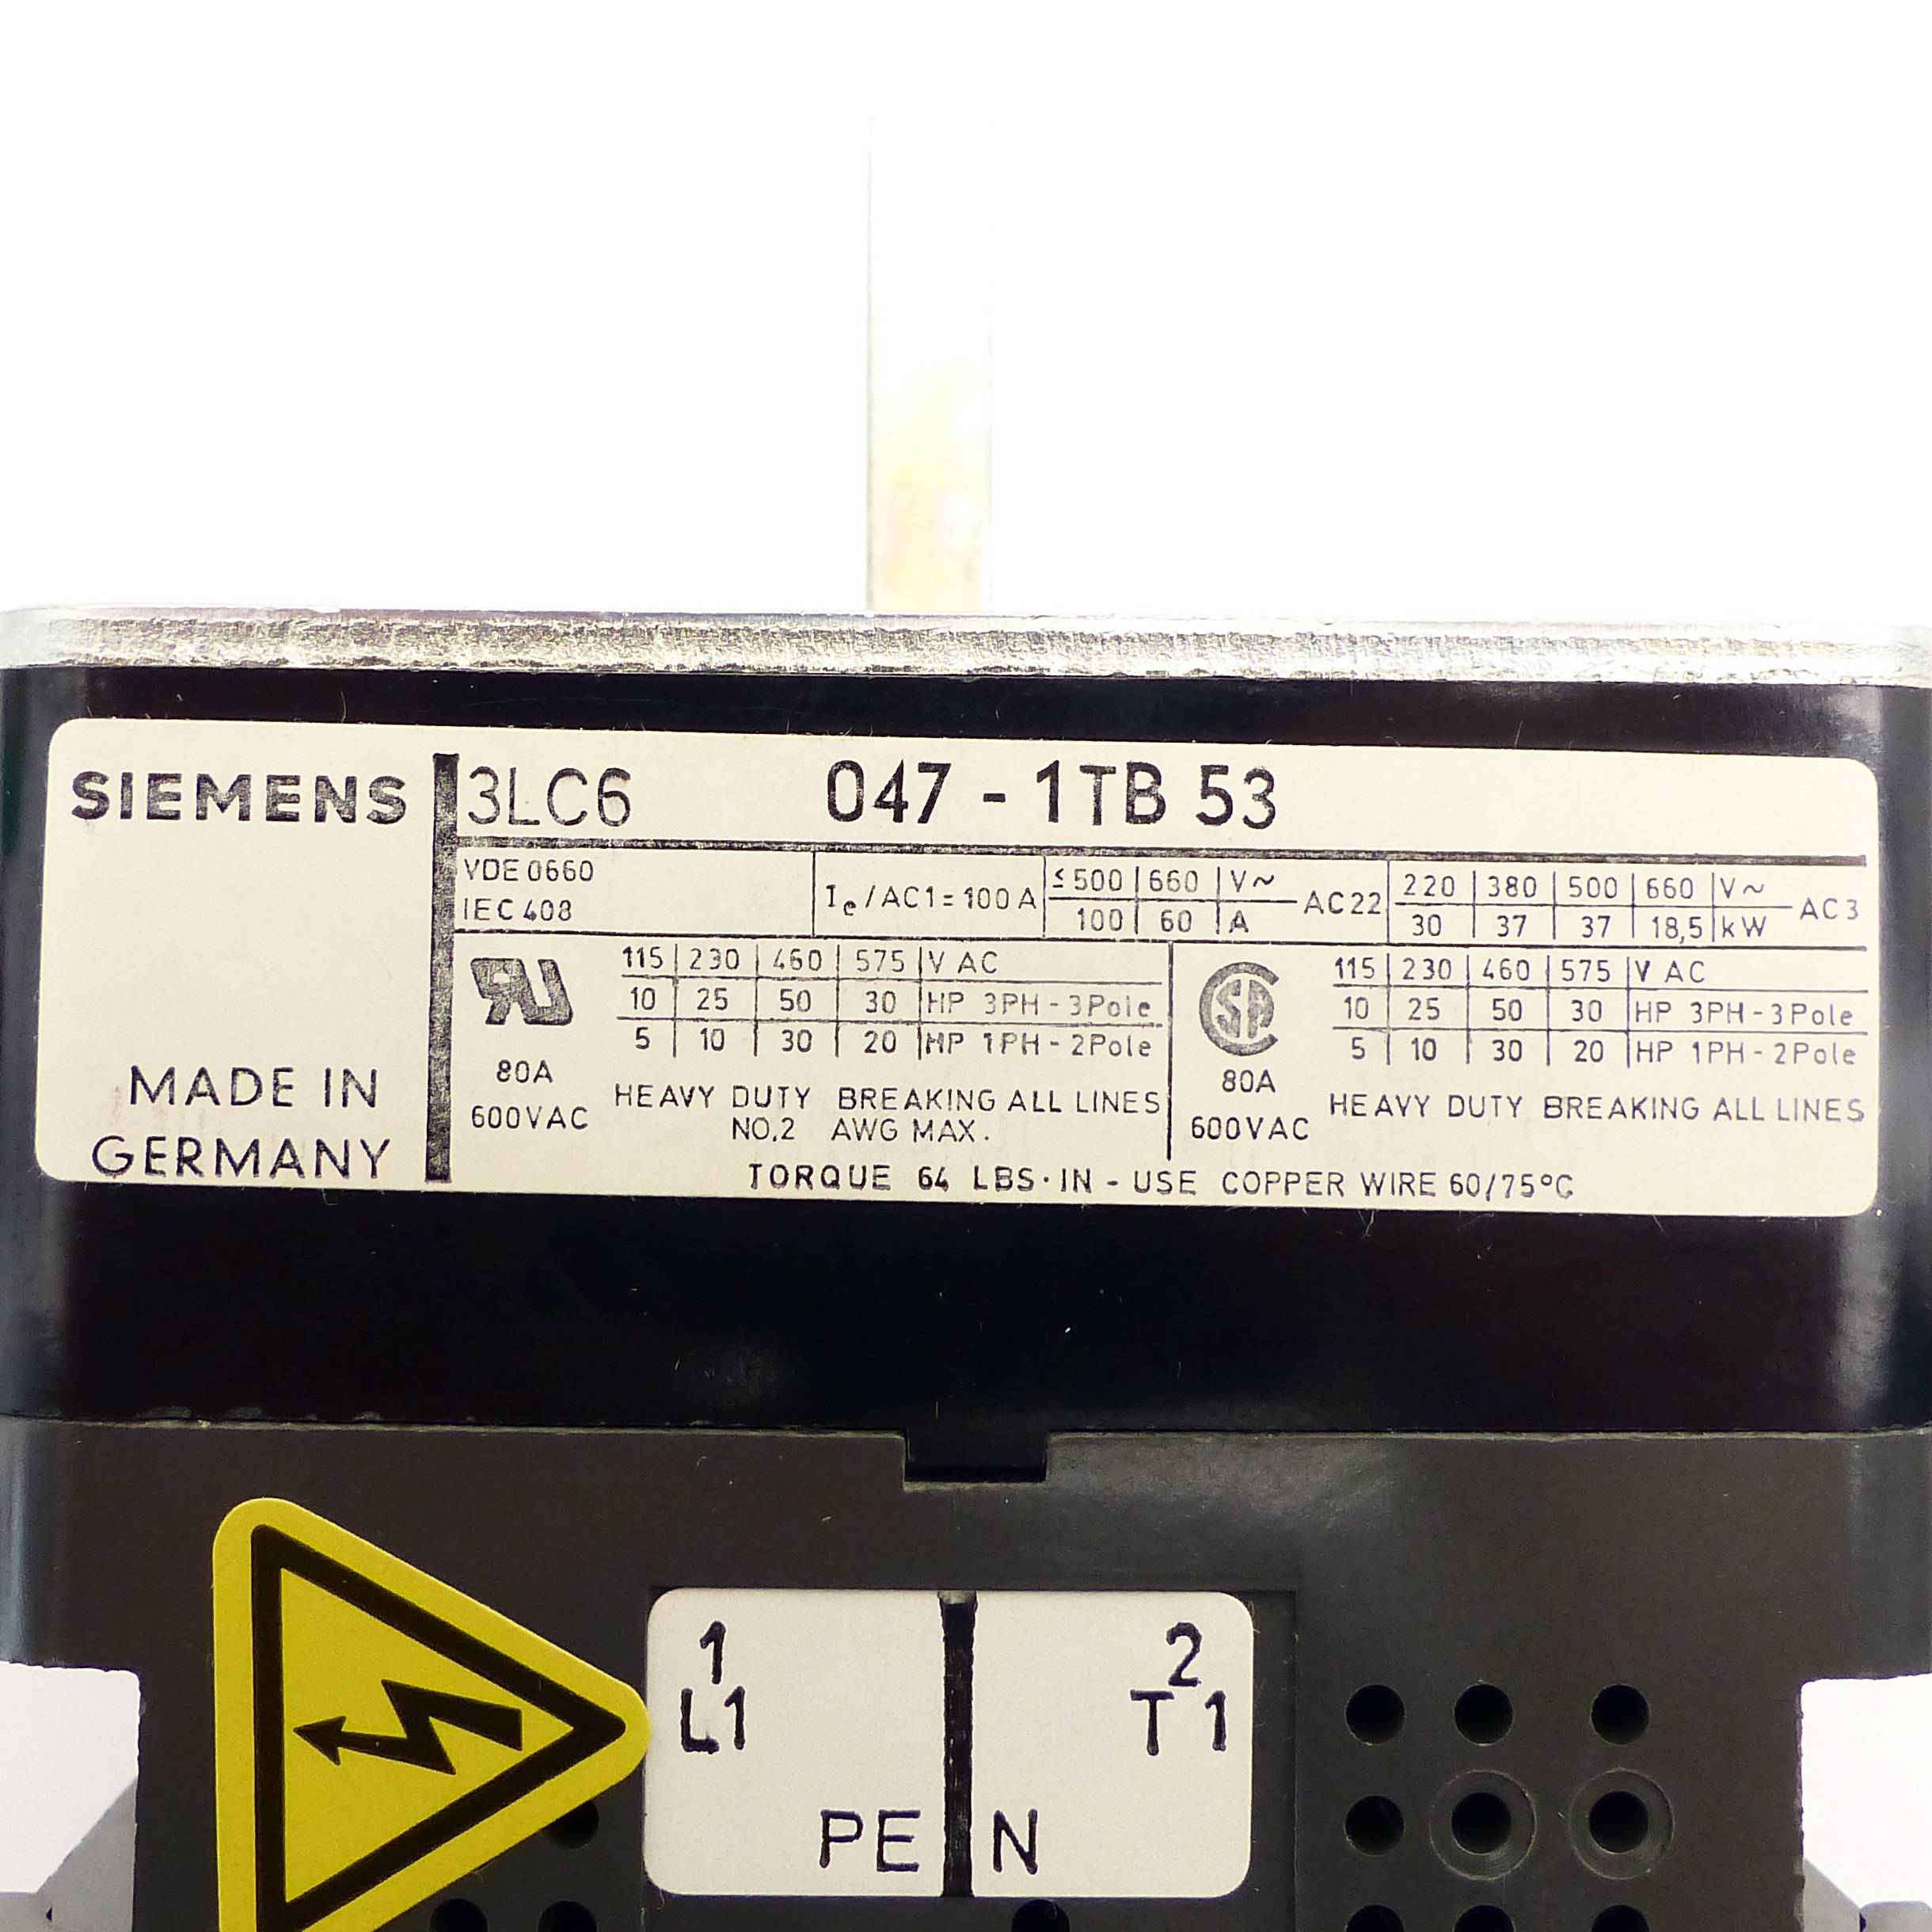 SIEMENS 3LC6 047 - 1TB 53
VDE 0660
IEC 408
Ie/AC1=100 A
≤500 | 660 | V~
100 | 60 | A
AC22
220 | 380 | 500 | 660 | V~
30 | 37 | 37 | 18,5 | kW
AC3
RU
115 | 230 | 460 | 575 | V AC
10 | 25 | 50 | 30 | HP 3PH - 3Pole
5 | 10 | 30 | 20 | HP 1PH - 2Pole
80A
600VAC
HEAVY DUTY BREAKING ALL LINES
NO.2 AWG MAX.
SP
115 | 230 | 460 | 575 | V AC
10 | 25 | 50 | 30 | HP 3PH - 3Pole
5 | 10 | 30 | 20 | HP 1PH - 2Pole
80A
600VAC
HEAVY DUTY BREAKING ALL LINES
TORQUE 64 LBS·IN - USE COPPER WIRE 60/75°C
MADE IN
GERMANY
1 2
L1 T1
PE N